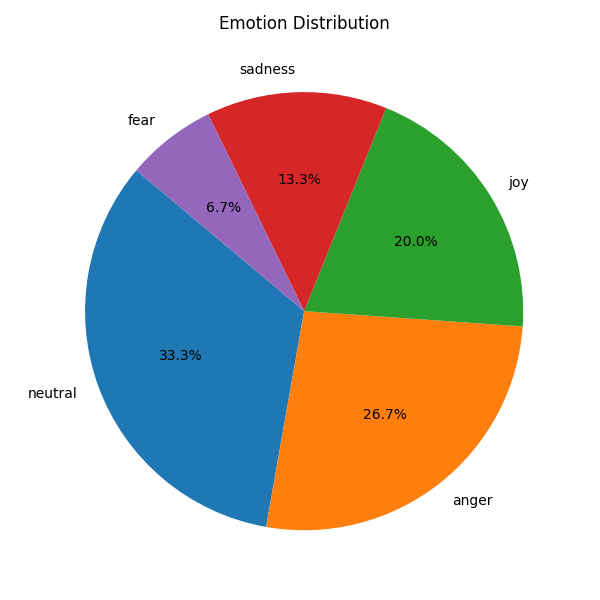 Emotion Distribution
sadness
fear
13.3%
joy
6.7%
20.0%
33.3%
neutral
26.7%
anger